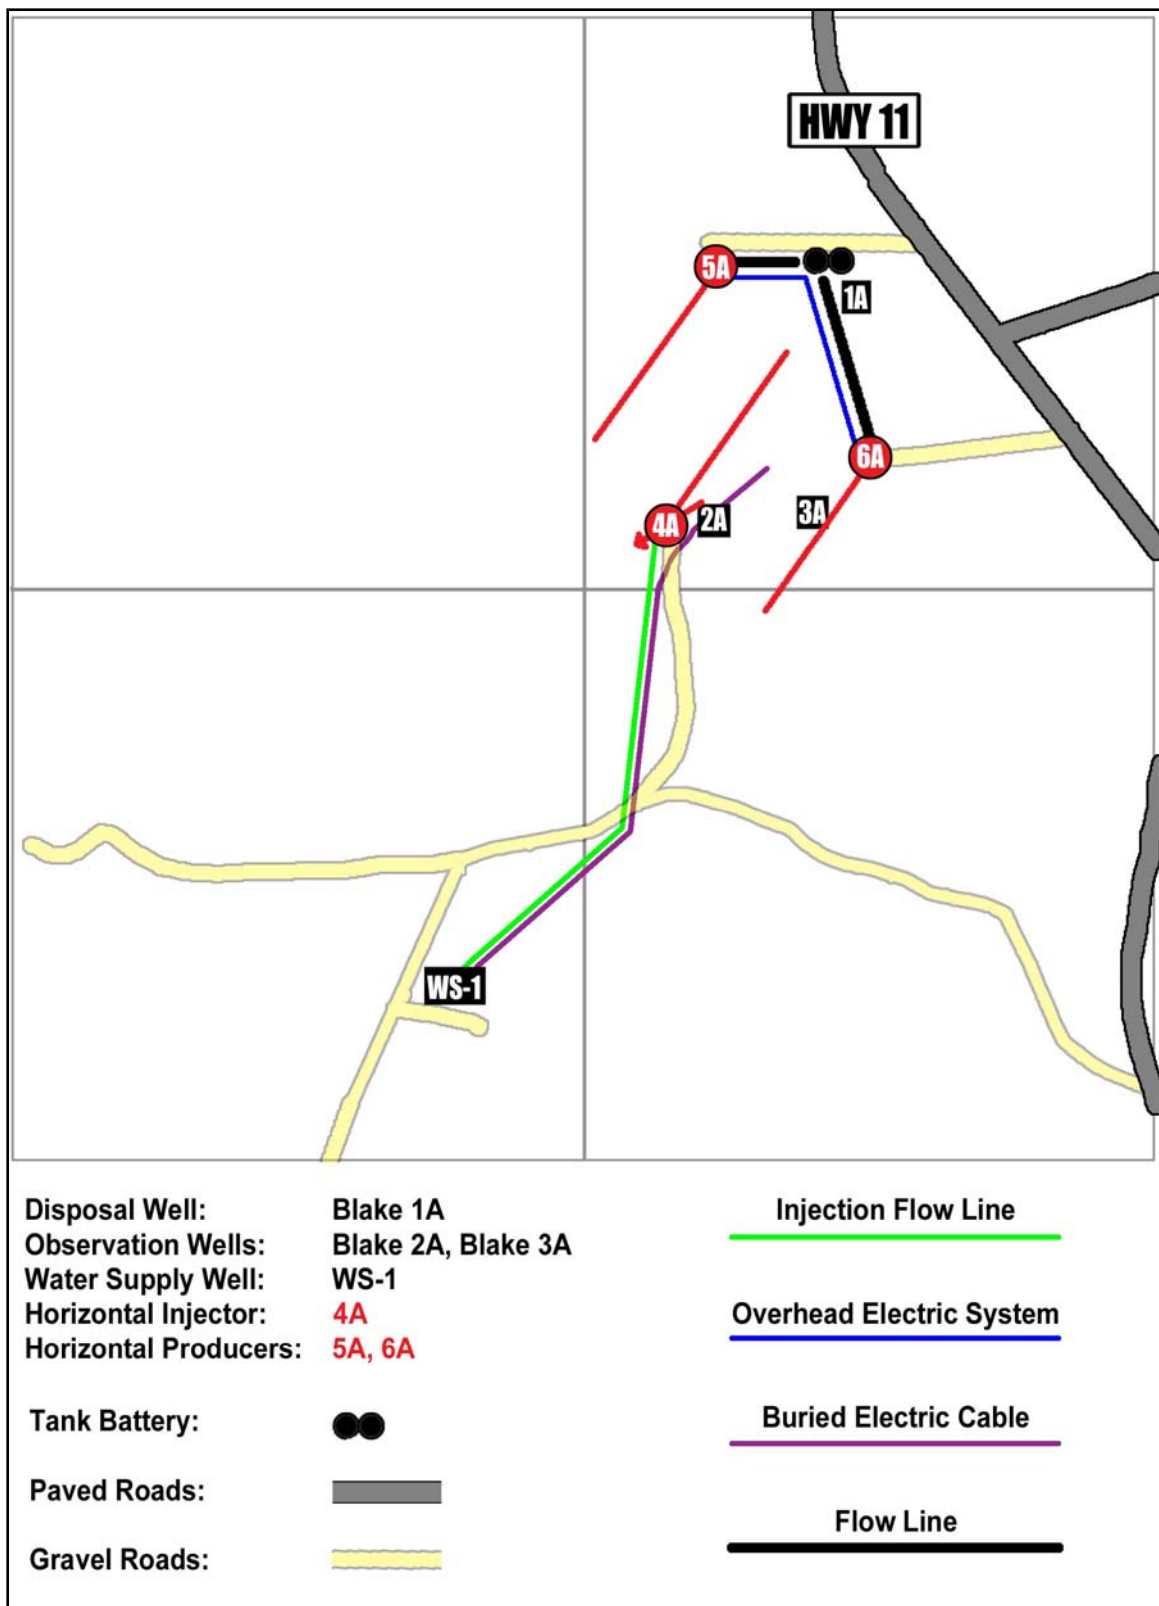 HWY 11
5A
1A
6A
3A
4A
2A
WS-1
Disposal Well: Blake 1A
Observation Wells: Blake 2A, Blake 3A
Water Supply Well: WS-1
Horizontal Injector: 4A
Horizontal Producers: 5A, 6A
Tank Battery:
Paved Roads:
Gravel Roads:
Injection Flow Line
Overhead Electric System
Buried Electric Cable
Flow Line